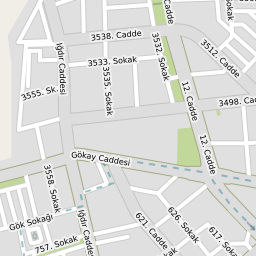 3538. Cadde
3532. Sokak
3512. Cadde
Iğdır Caddesi
3533. Sokak
3535. Sokak
3555. Sk.
12. Cadde
3498. Cadde
12. Cadde
Gökay Caddesi
3558. Sokak
Gök Sokağı
Iğdır Cadde
757. Sokak
621. Cadde
626. Sokak
617. Sokak